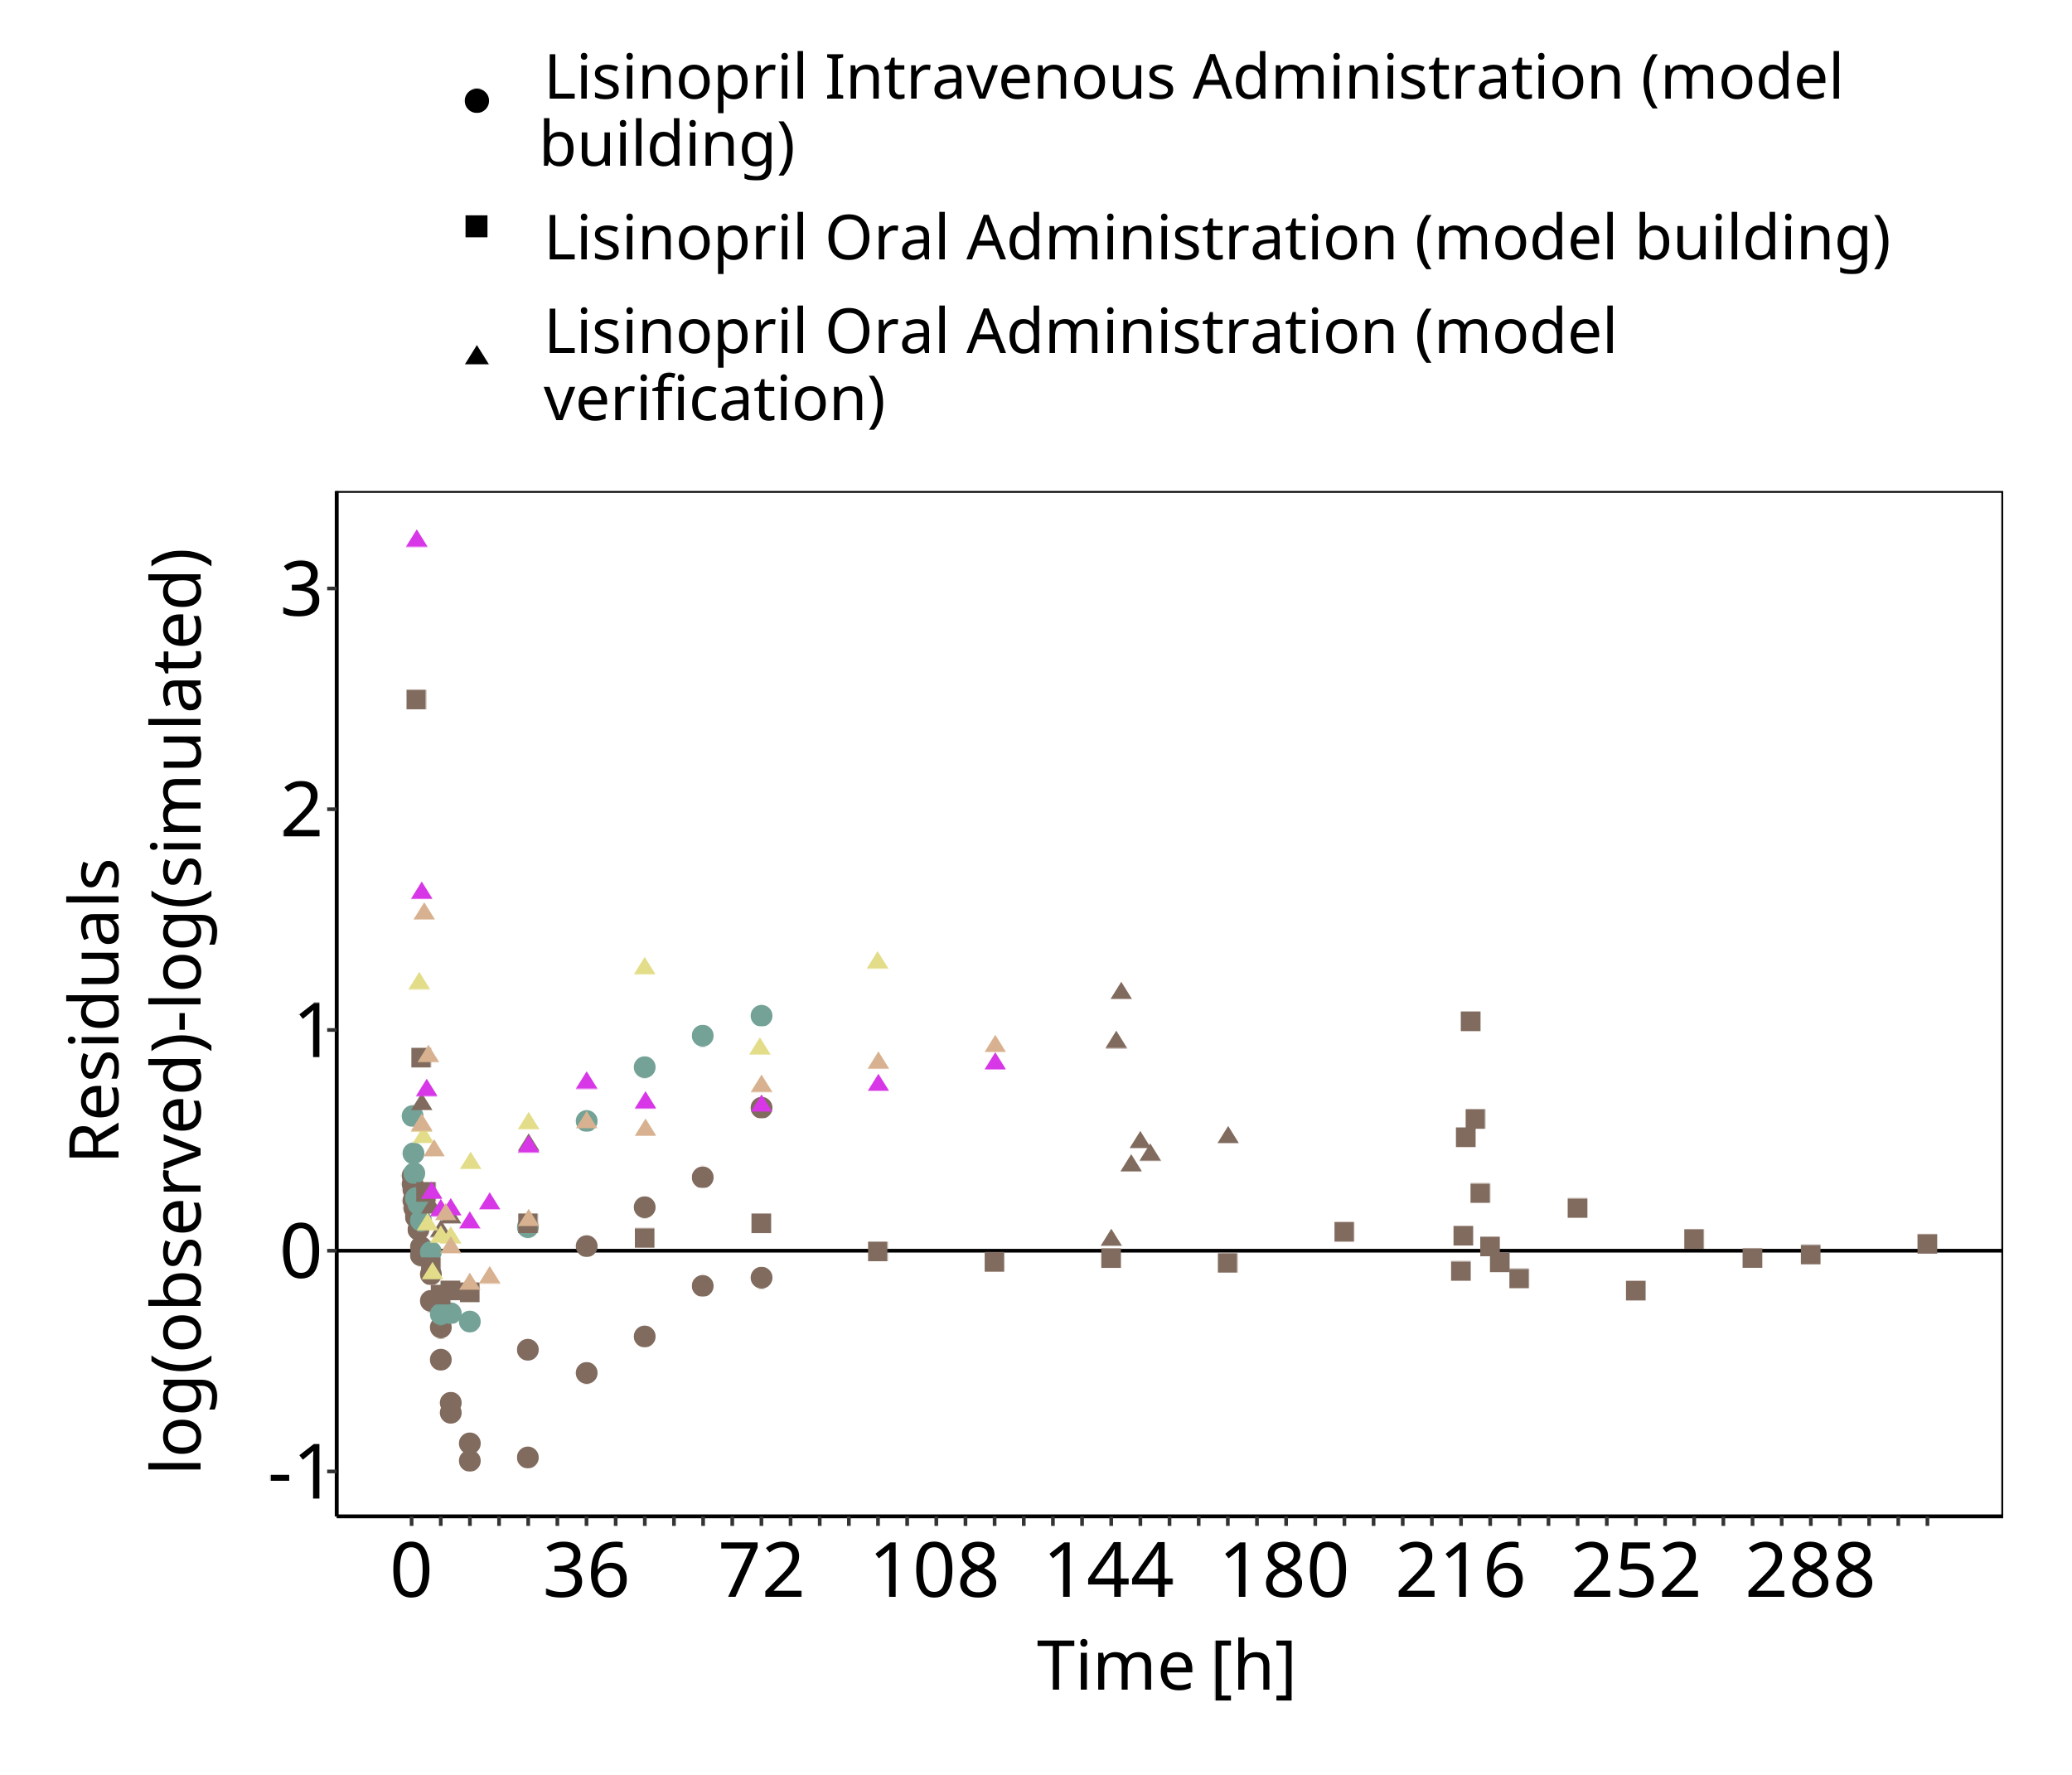 Lisinopril Intravenous Administration (model
building)
Lisinopril Oral Administration (model building)
Lisinopril Oral Administration (model
verification)
Residuals
log(observed)-log(simulated)
3
2
1
0
-1
0 36 72 108 144 180 216 252 288
Time [h]